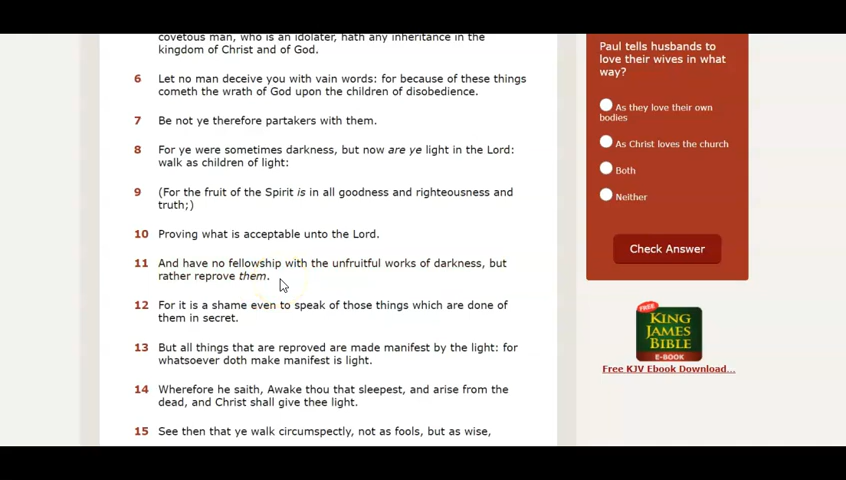 covetous man, who is an idolater, hath any inheritance in the
kingdom of Christ and of God.
6 Let no man deceive you with vain words: for because of these things
cometh the wrath of God upon the children of disobedience.
7 Be not ye therefore partakers with them.
8 For ye were sometimes darkness, but now are ye light in the Lord:
walk as children of light:
9 (For the fruit of the Spirit is in all goodness and righteousness and
truth;)
10 Proving what is acceptable unto the Lord.
11 And have no fellowship with the unfruitful works of darkness, but
rather reprove them.
12 For it is a shame even to speak of those things which are done of
them in secret.
13 But all things that are reproved are made manifest by the light: for
whatsoever doth make manifest is light.
14 Wherefore he saith, Awake thou that sleepest, and arise from the
dead, and Christ shall give thee light.
15 See then that ye walk circumspectly, not as fools, but as wise,
Paul tells husbands to
love their wives in what
way?
As they love their own
bodies
As Christ loves the church
Both
Neither
Check Answer
FREE
KING
JAMES
BIBLE
E-BOOK
Free KJV Ebook Download...